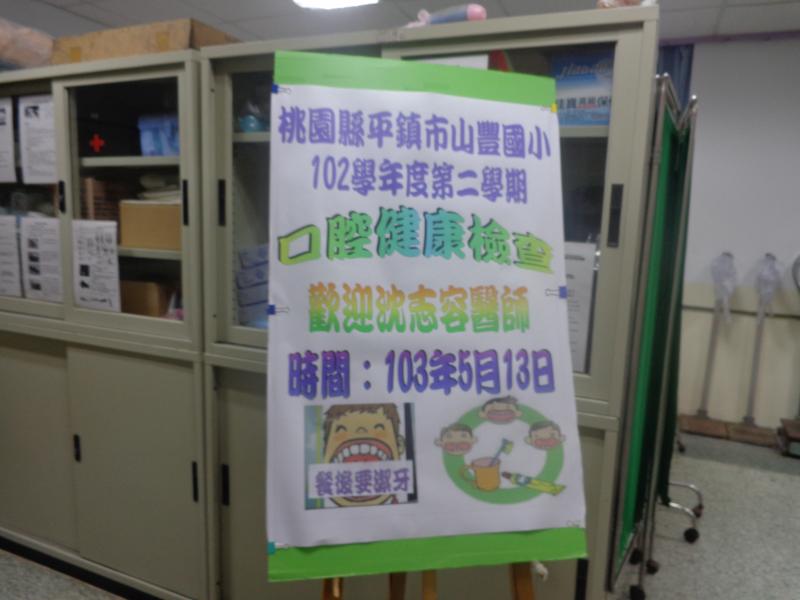 桃園縣平鎮市山豐國小
102學年度第二學期
口腔健康檢查
歡迎沈志容醫師
時間：103年5月13日
餐後要潔牙